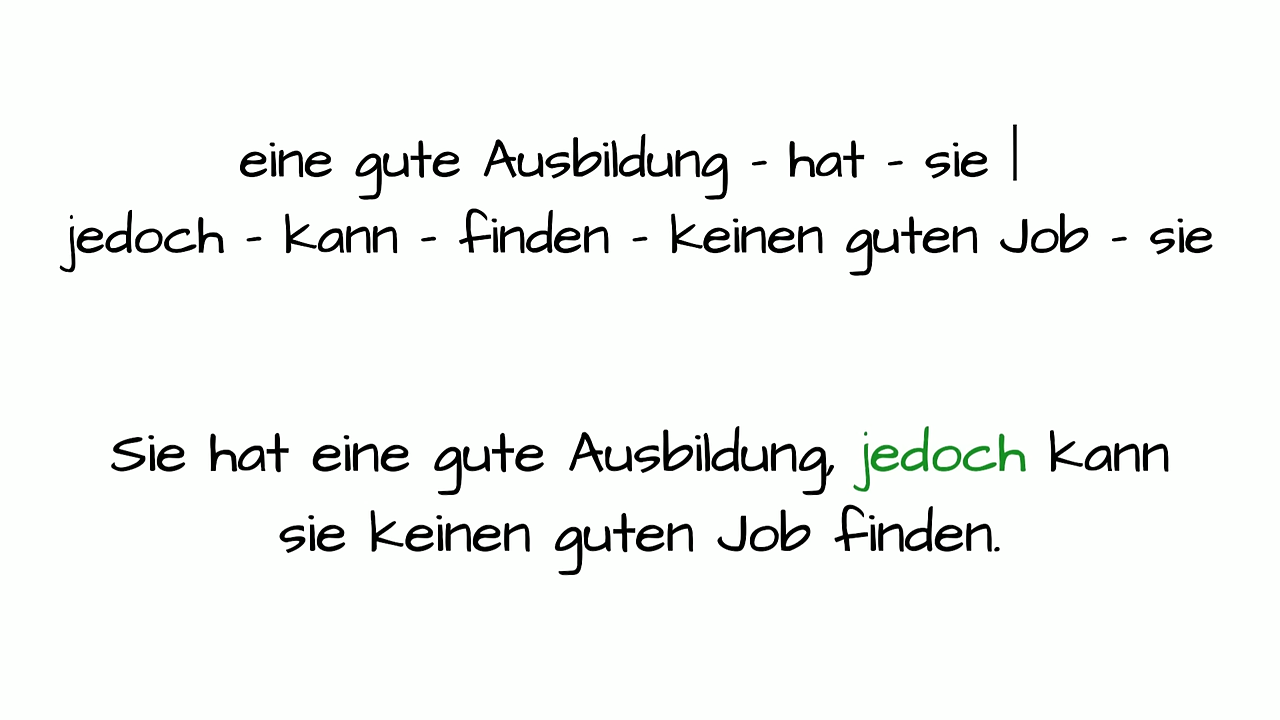 eine gute Ausbildung - hat - sie |
jedoch - kann - finden - keinen guten Job - sie
Sie hat eine gute Ausbildung, jedoch kann
sie keinen guten Job finden.